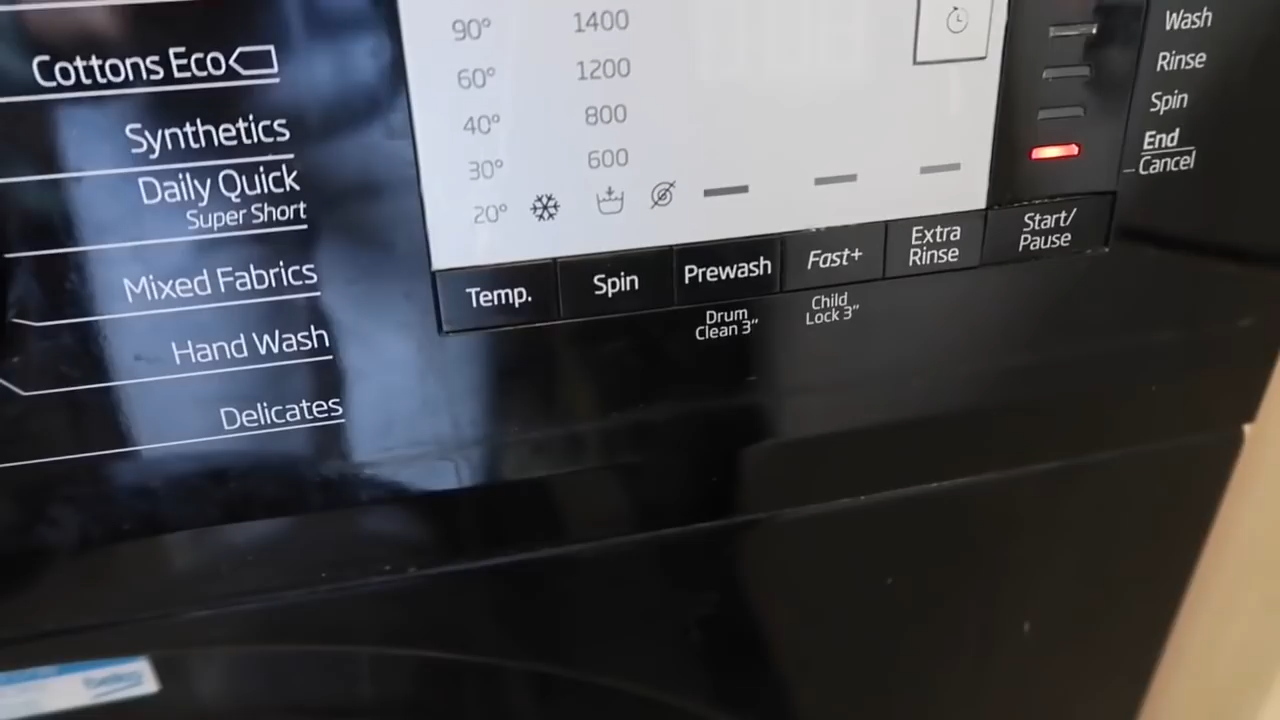 Cottons Eco
Synthetics
Daily Quick
Super Short
Mixed Fabrics
Hand Wash
Delicates
90° 1400
60° 1200
40° 800
30° 600
20°
Temp.
Spin
Prewash
Fast+
Extra
Rinse
Start/
Pause
Drum
Clean 3"
Child
Lock 3"
Wash
Rinse
Spin
End
Cancel